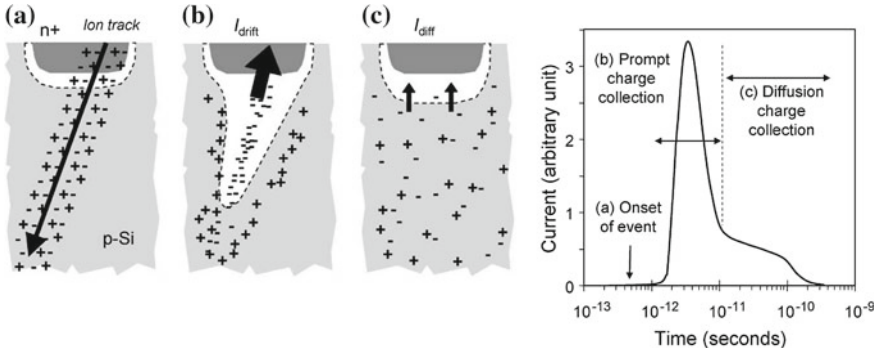 (a)
n+
Ion track
p-Si
(b)
Idrift
(c)
Idiff
Current (arbitrary unit)
3
2
1
0
(b) Prompt
charge
collection
(c) Diffusion
charge
collection
(a) Onset
of event
10-13
10-12
10-11
10-10
10-9
Time (seconds)